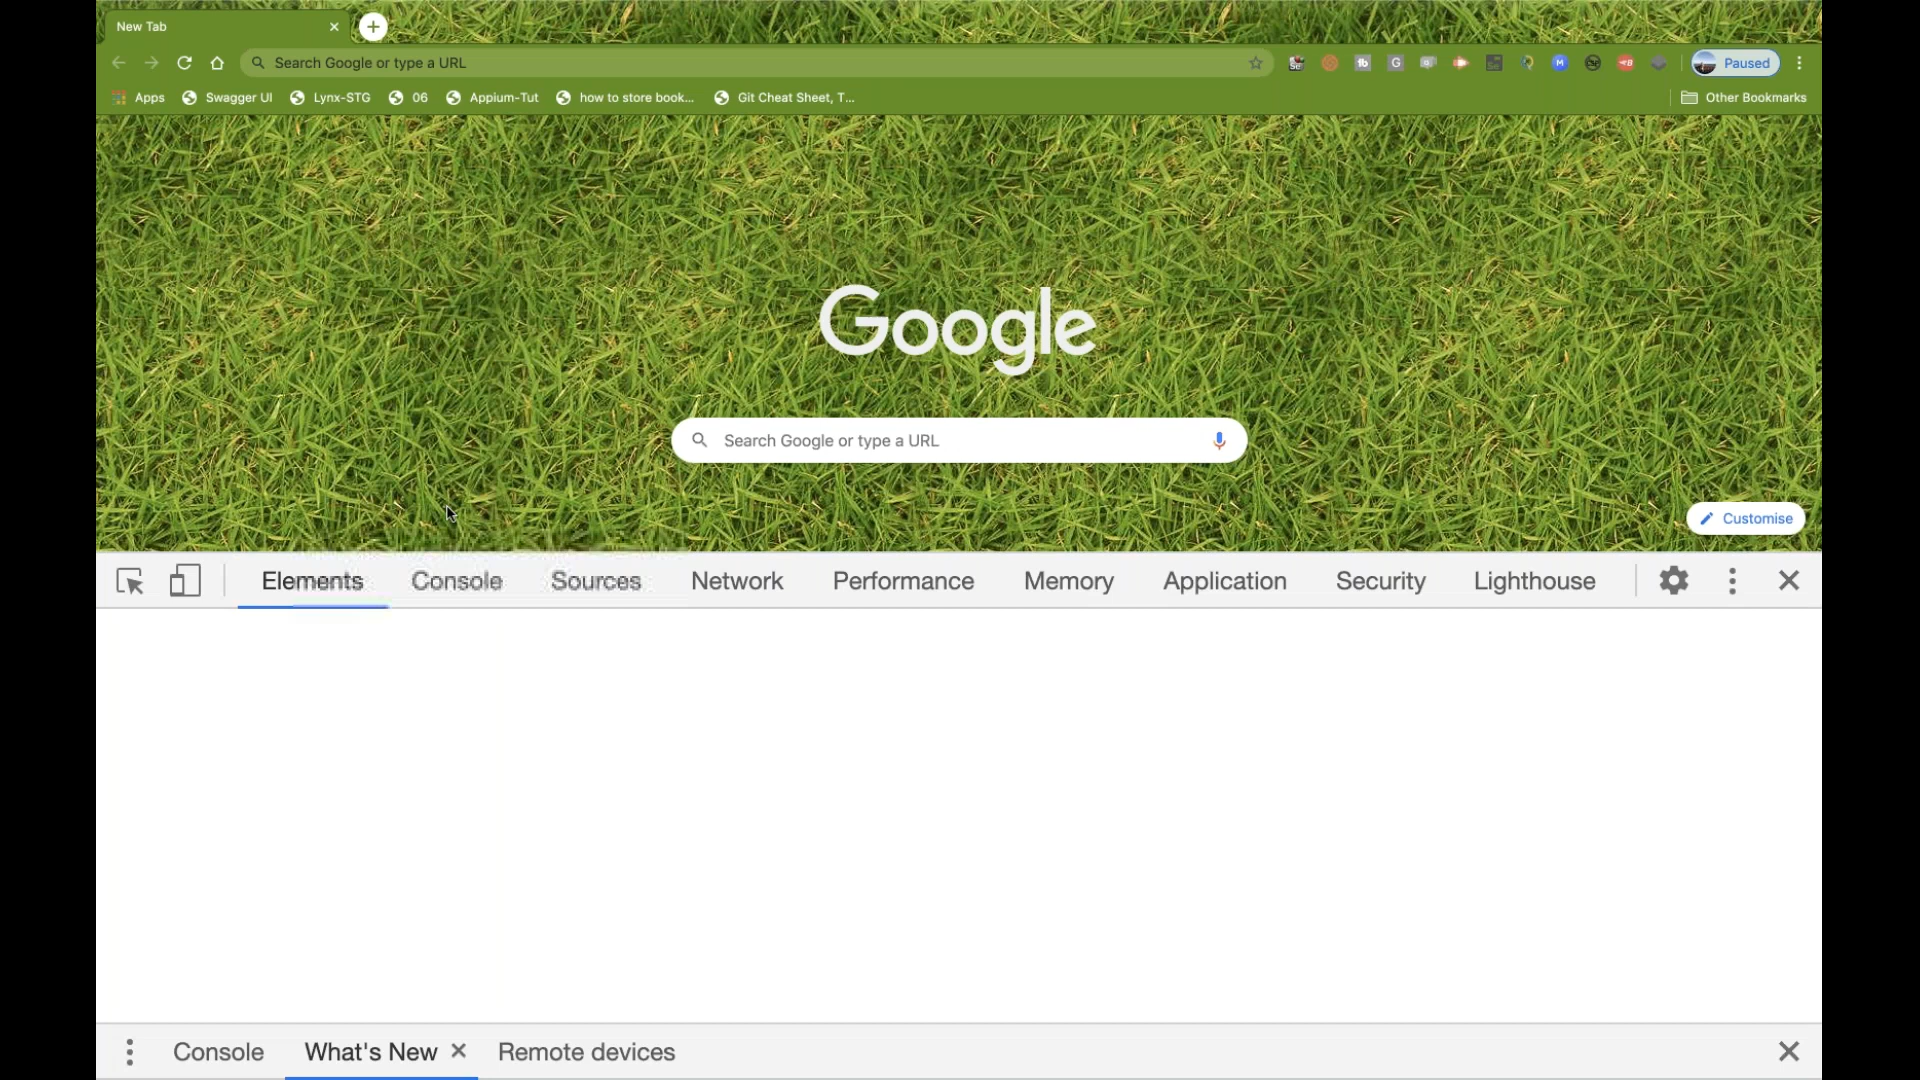 New Tab
Search Google or type a URL
Paused
Apps Swagger UI Lynx-STG 06 Appium-Tut how to store book... Git Cheat Sheet, T... Other Bookmarks
Google
Search Google or type a URL
Customise
Elements Console Sources Network Performance Memory Application Security Lighthouse
Console What's New Remote devices